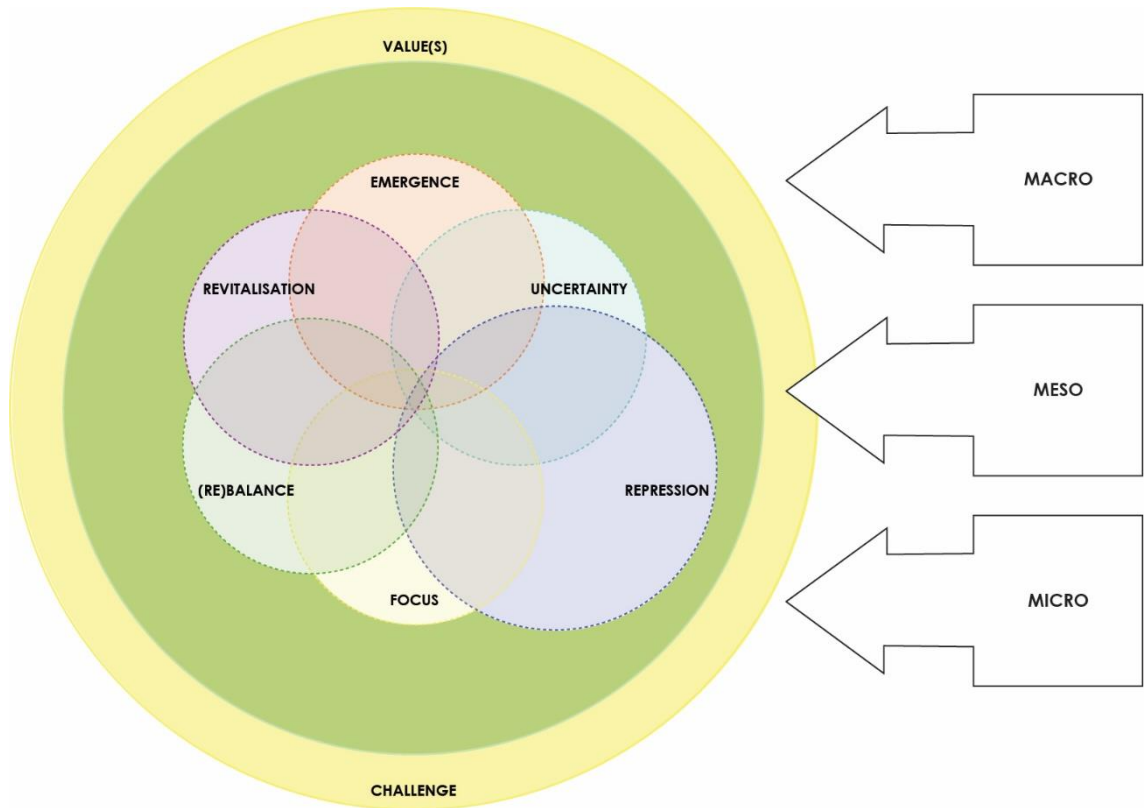 VALUE(S)
EMERGENCE
REVITALISATION
UNCERTAINTY
(RE)BALANCE
REPRESSION
FOCUS
CHALLENGE
MACRO
MESO
MICRO